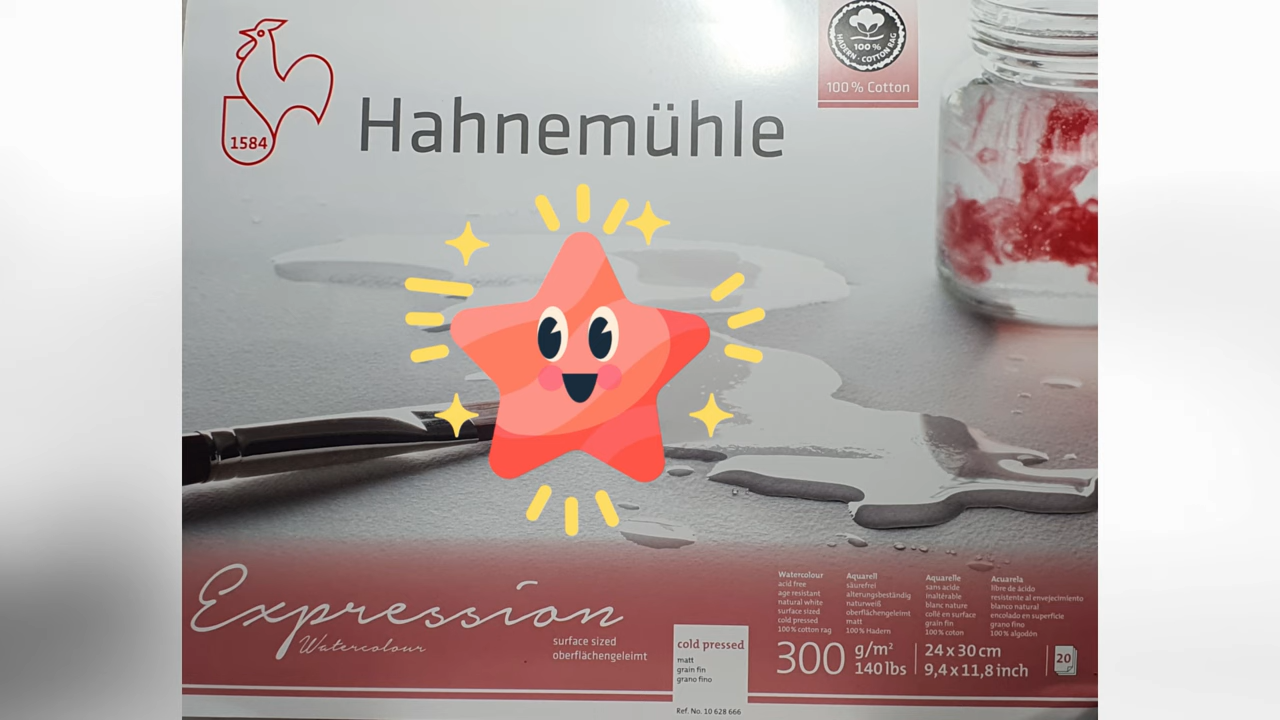 1584
Hahnemühle
HADERN · COTTON RAG
100 %
100 % Cotton
Expression
Watercolour
surface sized
oberflächengeleimt
cold pressed
matt
grain fin
grano fino
Ref. No. 10 628 666
Watercolour
acid free
age resistant
natural white
surface sized
cold pressed
100 % cotton rag
Aquarell
säurefrei
alterungsbeständig
naturweiß
oberflächengeleimt
matt
100 % Hadern
Aquarelle
sans acide
inaltérable
blanc nature
collé en surface
grain fin
100 % coton
Acuarela
libre de ácido
resistente al envejecimiento
blanco natural
encolado en superficie
grano fino
100 % algodón
300 g/m²
140 lbs
24 x 30 cm
9,4 x 11,8 inch
20